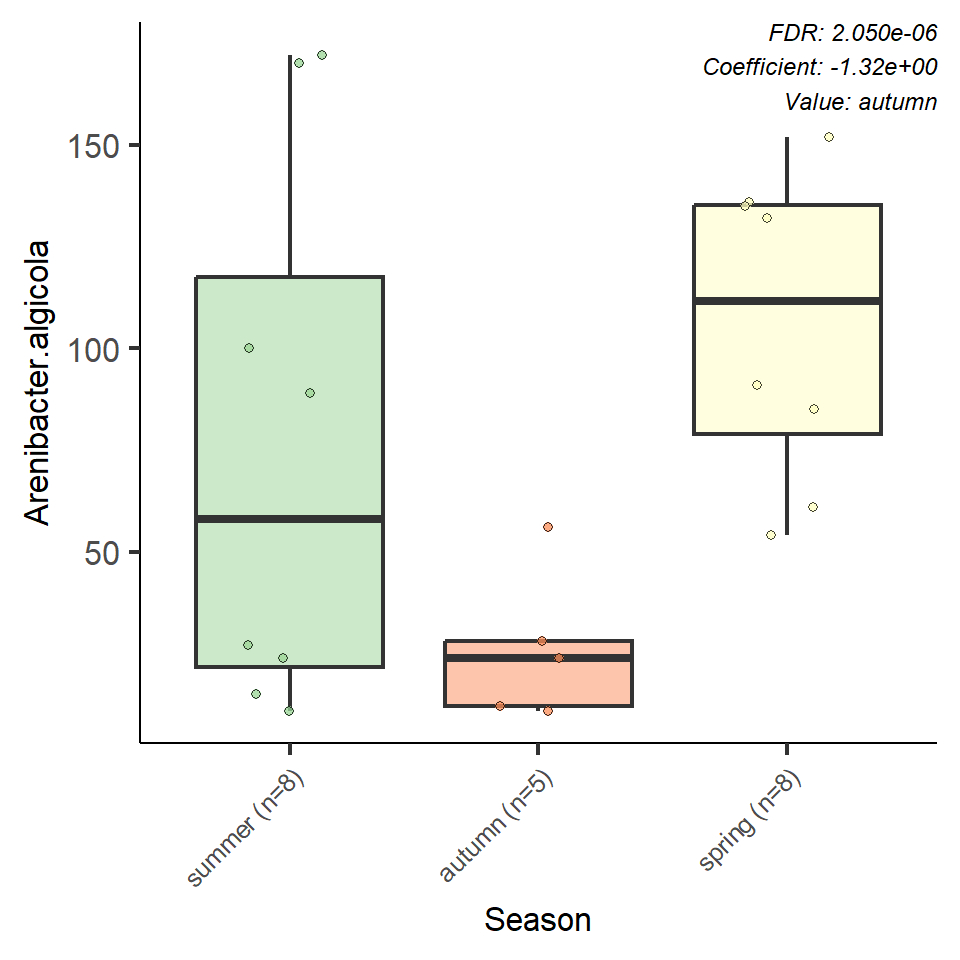 FDR: 2.050e-06
Coefficient: -1.32e+00
Value: autumn
150
100
50
Arenibacter.algicola
summer (n=8)
autumn (n=5)
spring (n=8)
Season